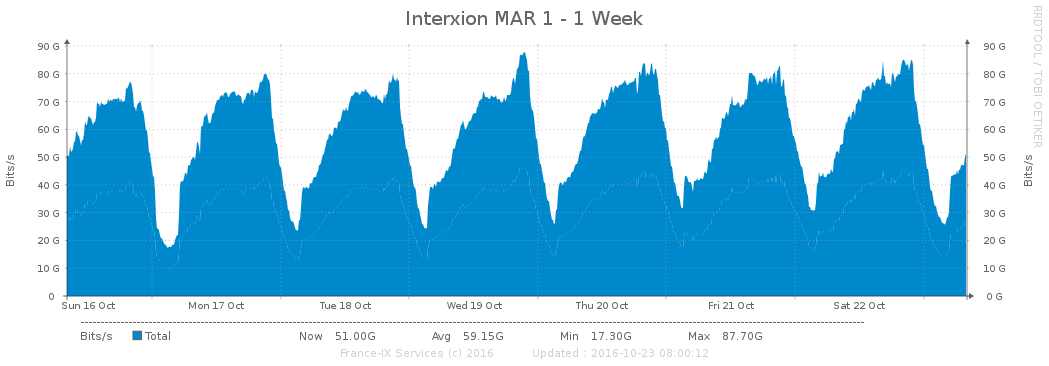 Interxion MAR 1 - 1 Week
RRDTOOL / TOBI OETIKER
Bits/s
90 G
80 G
70 G
60 G
50 G
40 G
30 G
20 G
10 G
0
90 G
80 G
70 G
60 G
50 G
40 G
30 G
20 G
10 G
0 G
Bits/s
Sun 16 Oct Mon 17 Oct Tue 18 Oct Wed 19 Oct Thu 20 Oct Fri 21 Oct Sat 22 Oct
Bits/s Total Now 51.00G Avg 59.15G Min 17.30G Max 87.70G
France-IX Services (c) 2016 Updated : 2016-10-23 08:00:12